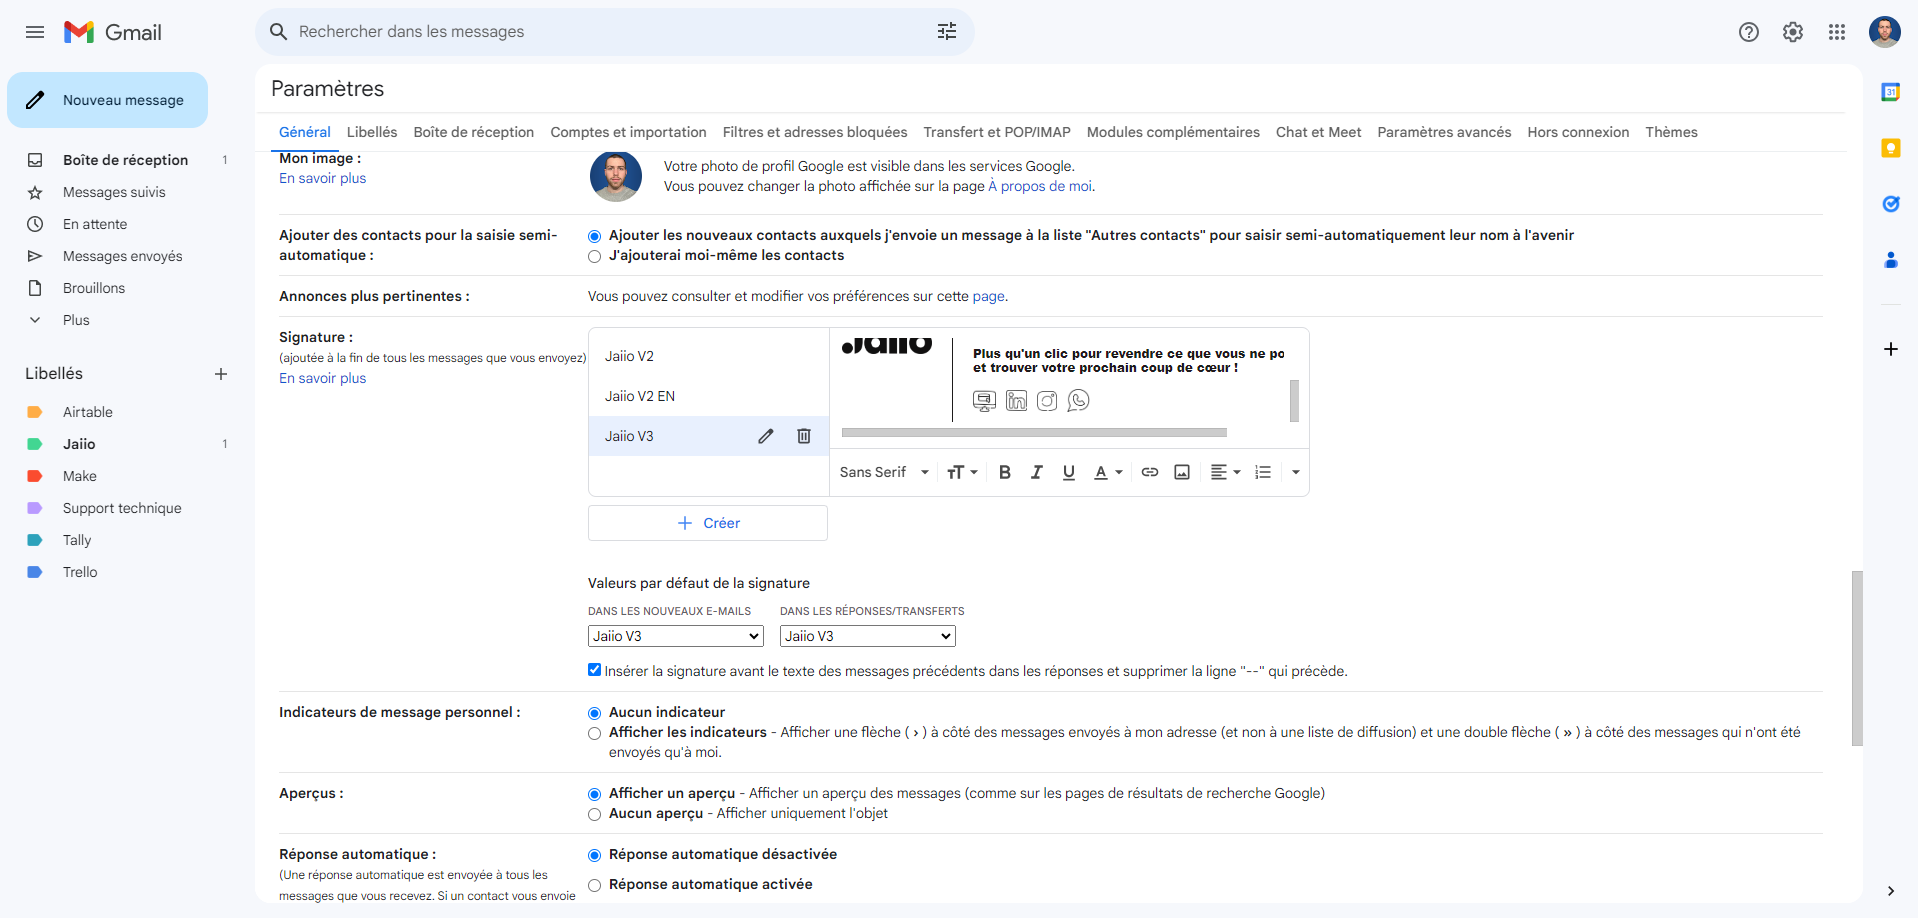 Gmail
Rechercher dans les messages
Nouveau message
Boîte de réception 1
Messages suivis
En attente
Messages envoyés
Brouillons
Plus
Libellés
Airtable
Jaiio 1
Make
Support technique
Tally
Trello
Paramètres
Général Libellés Boîte de réception Comptes et importation Filtres et adresses bloquées Transfert et POP/IMAP Modules complémentaires Chat et Meet Paramètres avancés Hors connexion Thèmes
Mon image :
En savoir plus
Votre photo de profil Google est visible dans les services Google.
Vous pouvez changer la photo affichée sur la page À propos de moi.
Ajouter des contacts pour la saisie semi-
automatique :
Ajouter les nouveaux contacts auxquels j'envoie un message à la liste "Autres contacts" pour saisir semi-automatiquement leur nom à l'avenir
J'ajouterai moi-même les contacts
Annonces plus pertinentes :
Vous pouvez consulter et modifier vos préférences sur cette page.
Signature :
(ajoutée à la fin de tous les messages que vous envoyez)
En savoir plus
Jaiio V2
Jaiio V2 EN
Jaiio V3
Jaiio
Plus qu'un clic pour revendre ce que vous ne po
et trouver votre prochain coup de cœur !
Sans Serif
Créer
Valeurs par défaut de la signature
DANS LES NOUVEAUX E-MAILS DANS LES RÉPONSES/TRANSFERTS
Jaiio V3 Jaiio V3
Insérer la signature avant le texte des messages précédents dans les réponses et supprimer la ligne "--" qui précède.
Indicateurs de message personnel :
Aucun indicateur
Afficher les indicateurs - Afficher une flèche ( › ) à côté des messages envoyés à mon adresse (et non à une liste de diffusion) et une double flèche ( » ) à côté des messages qui n'ont été
envoyés qu'à moi.
Aperçus :
Afficher un aperçu - Afficher un aperçu des messages (comme sur les pages de résultats de recherche Google)
Aucun aperçu - Afficher uniquement l'objet
Réponse automatique :
(Une réponse automatique est envoyée à tous les
messages que vous recevez. Si un contact vous envoie
Réponse automatique désactivée
Réponse automatique activée
31